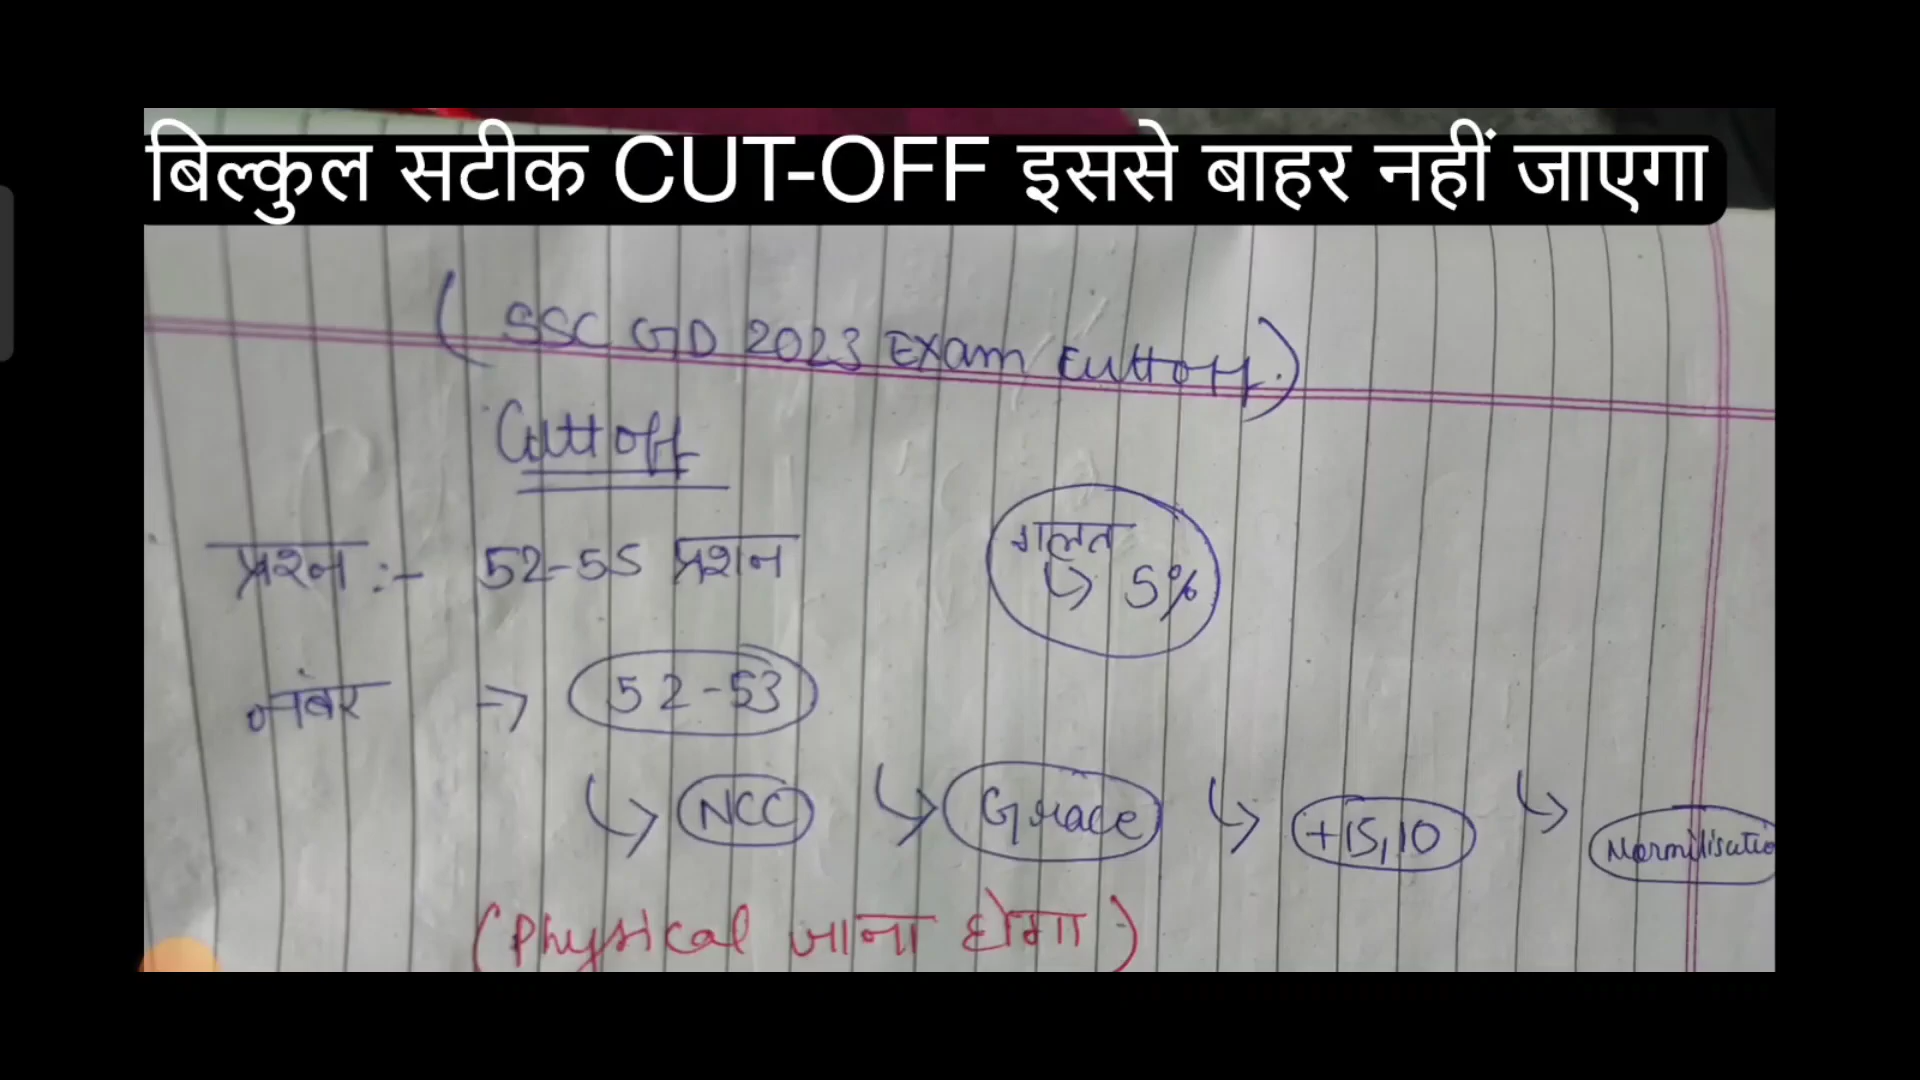 बिल्कुल सटीक CUT-OFF इससे बाहर नहीं जाएगा
( SSC GD 2023 Exam Cuttoff.)
Cuttoff
प्रश्न :- 52-55 प्रशन
गलत
↳ 5%
नंबर → 52-53
↳ NCC ↳ Grace ↳ +15,10 ↳ Normilisatio
(Physical जाना होगा)